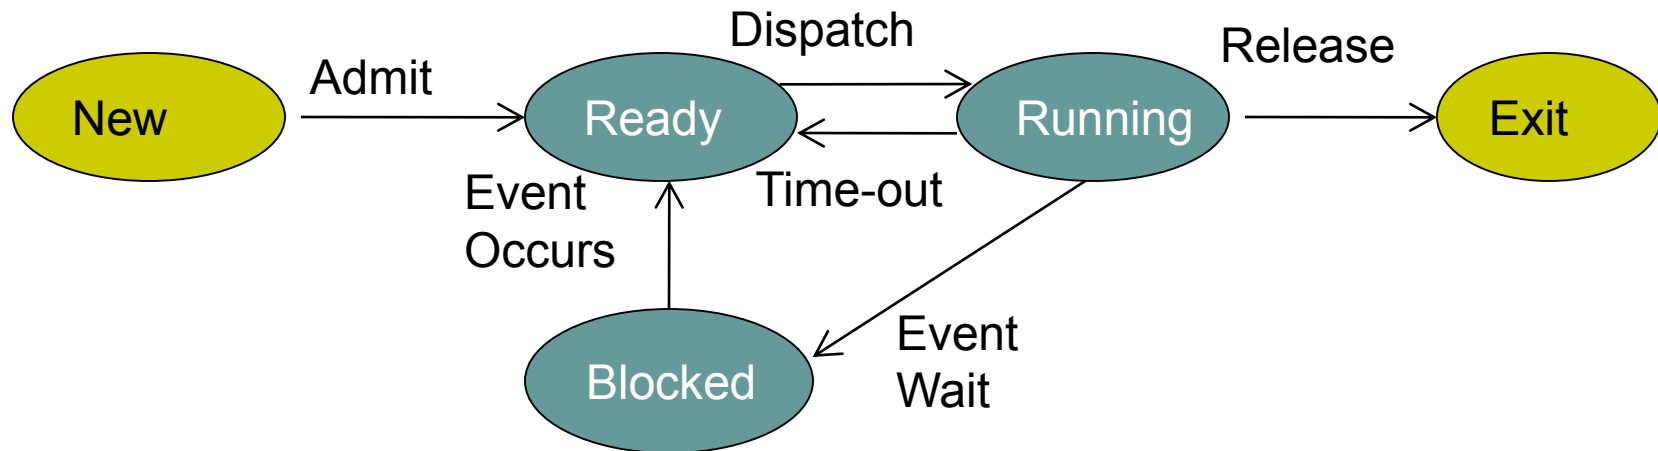 Dispatch
Release
Admit
New
Ready
Running
Exit
Time-out
Event
Occurs
Event
Wait
Blocked